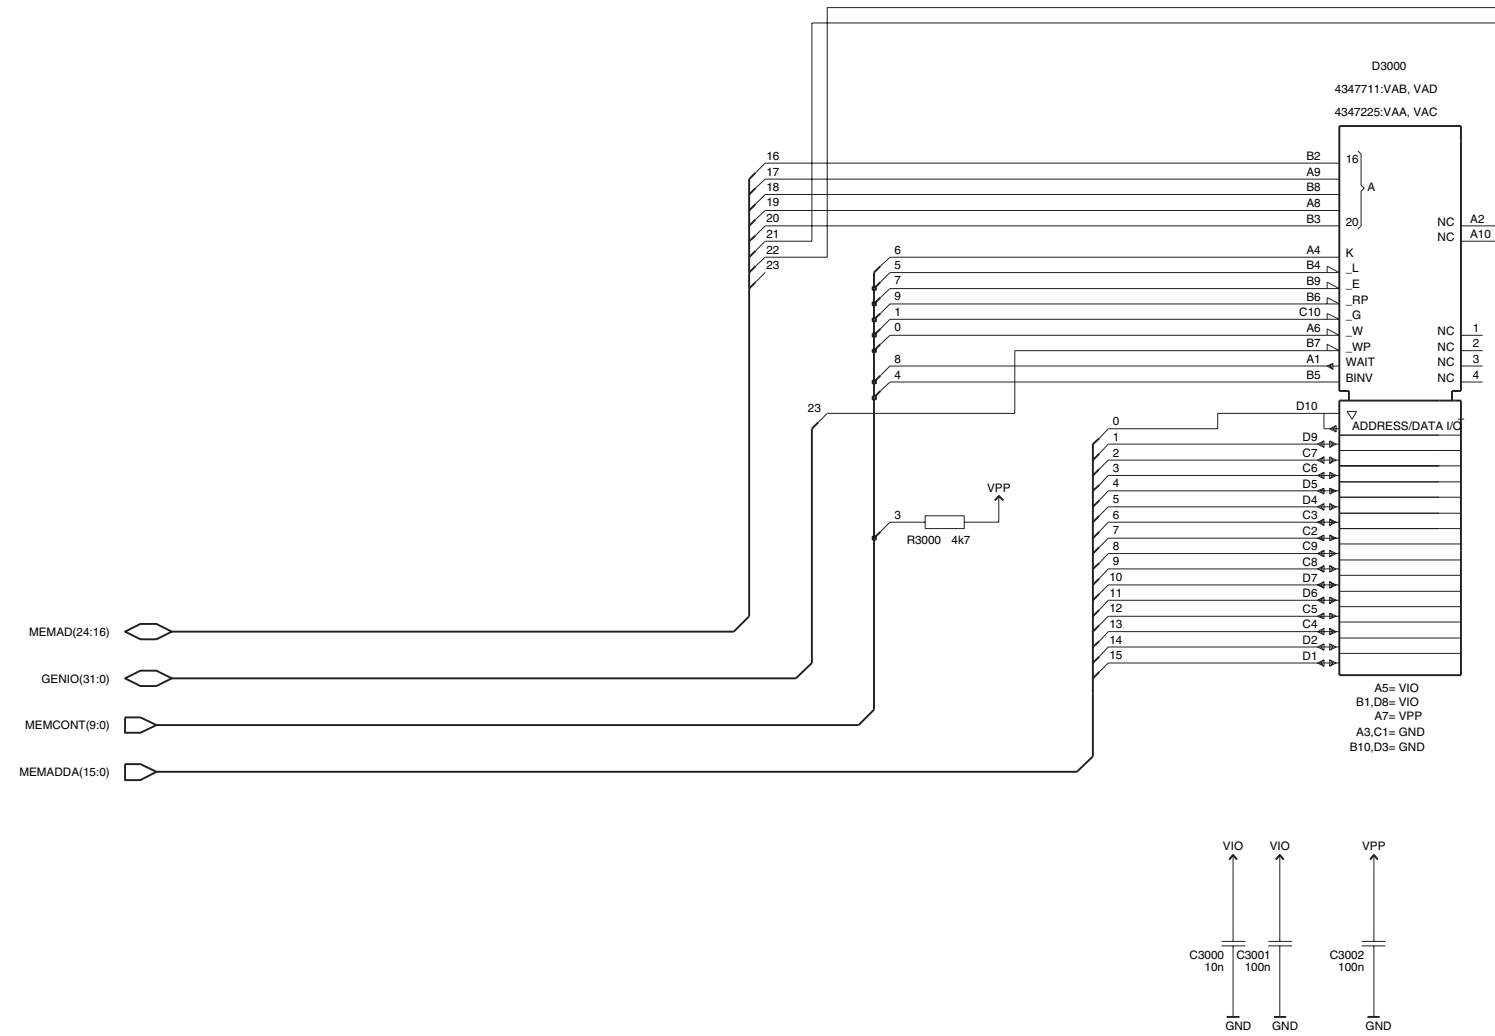 D3000
4347711:VAB, VAD
4347225:VAA, VAC
16 B2 16
17 A9
18 B8 A
19 A8
20 B3 20 NC A2
21 NC A10
22
23
6 A4 K
5 B4 _L
7 B9 _E
9 B6 _RP
1 C10 _G
0 A6 _W NC 1
B7 _WP NC 2
8 A1 WAIT NC 3
4 B5 BINV NC 4
23 D10
0 ADDRESS/DATA I/O
1 D9
2 C7
3 C6
4 D5
5 D4
6 C3
7 C2
8 C9
9 C8
10 D7
11 D6
12 C5
13 C4
14 D2
15 D1
VPP
3
R3000 4k7
MEMAD(24:16)
GENIO(31:0)
MEMCONT(9:0)
MEMADDA(15:0)
A5= VIO
B1,D8= VIO
A7= VPP
A3,C1= GND
B10,D3= GND
VIO VIO VPP
C3000 C3001 C3002
10n 100n 100n
GND GND GND